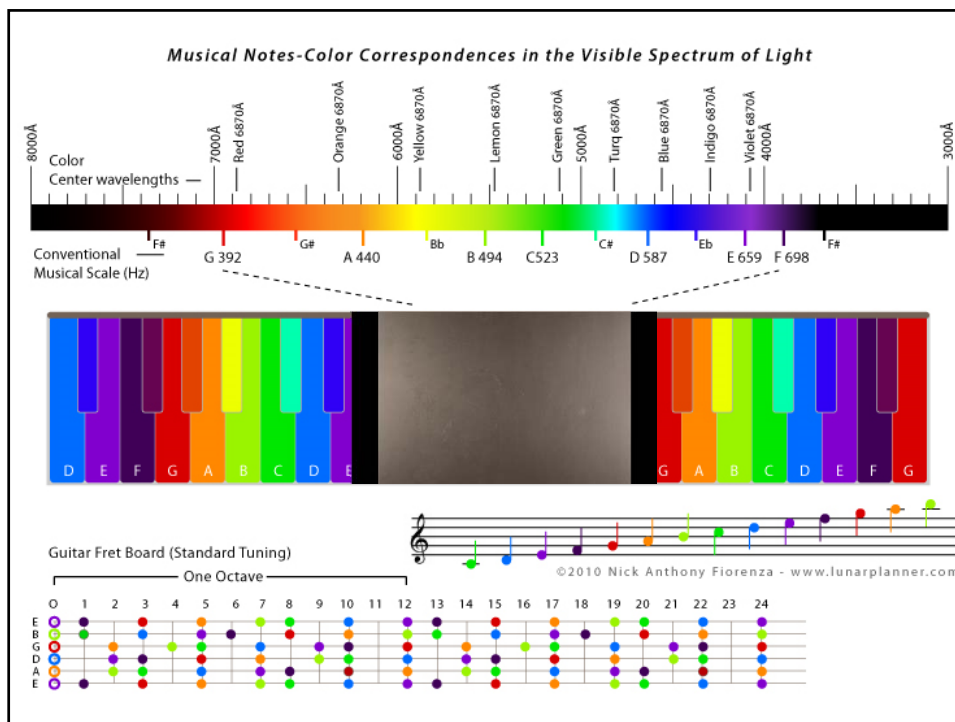 Musical Notes-Color Correspondences in the Visible Spectrum of Light
8000Å
7000Å
Red 6870Å
Orange 6870Å
6000Å
Yellow 6870Å
Lemon 6870Å
Green 6870Å
5000Å
Turq 6870Å
Blue 6870Å
Indigo 6870Å
Violet 6870Å
4000Å
3000Å
Color
Center wavelengths
F# G# Bb C# Eb F#
Conventional
Musical Scale (Hz)
G 392 A 440 B 494 C523 D 587 E 659 F 698
D E F G A B C D E G A B C D E F G
Guitar Fret Board (Standard Tuning)
©2010 Nick Anthony Fiorenza - www.lunarplanner.com
One Octave
0 1 2 3 4 5 6 7 8 9 10 11 12 13 14 15 16 17 18 19 20 21 22 23 24
E
B
G
D
A
E